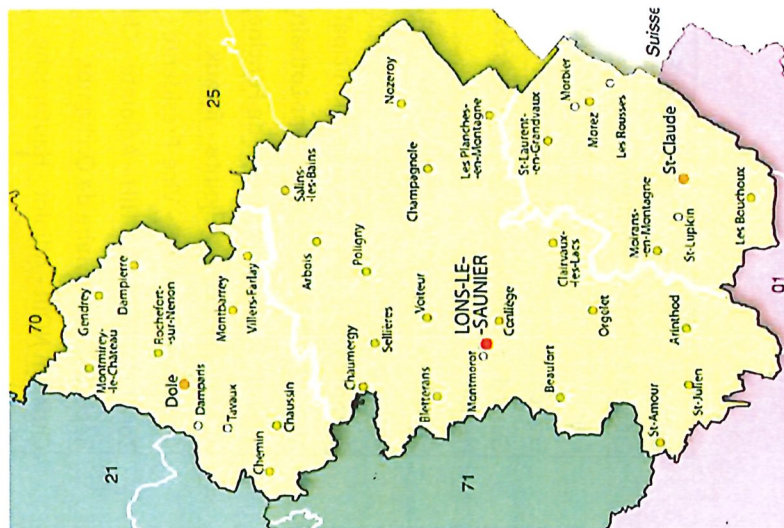 70
25
21
71
01
Suisse
Montmirey-
-le-Château
Gendrey
Dampierre
Rochefort-
-sur-Nenon
Dole
Damparis
Tavaux
Montbarrey
Villers-Farlay
Chemin
Chaussin
Salins-
-les-Bains
Arbois
Poligny
Chaumergy
Sellières
Nozeroy
Champagnole
Voiteur
Bletterans
LONS-LE-
-SAUNIER
Montmorot
Conliège
Les Planches-
-en-Montagne
St-Laurent-
-en-Grandvaux
Morbier
Morez
Les Rousses
Clairvaux-
-les-Lacs
Beaufort
Orgelet
Moirans-
-en-Montagne
St-Claude
St-Lupicin
Les Bouchoux
Arinthod
St-Amour
St-Julien